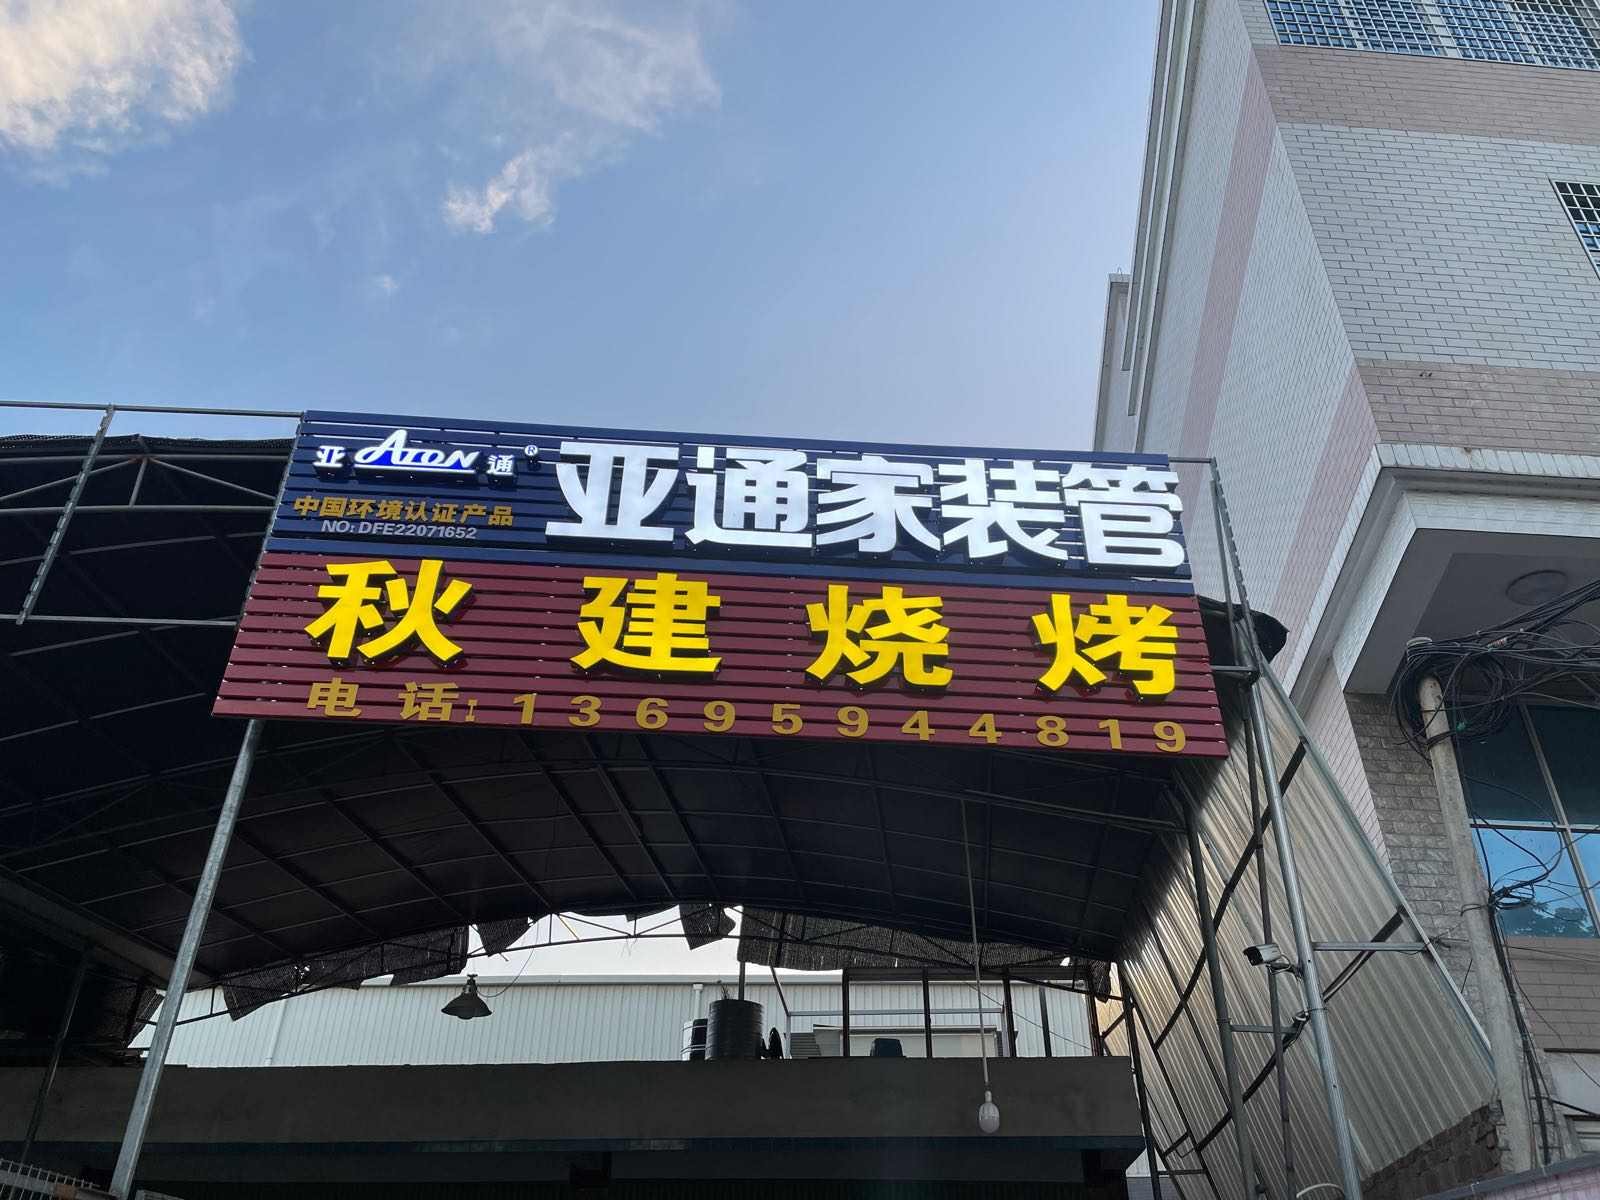 亚 ATON 通 ®
中国环境认证产品
NO: DFE22071652
亚通家装管
秋建烧烤
电话: 13695944819